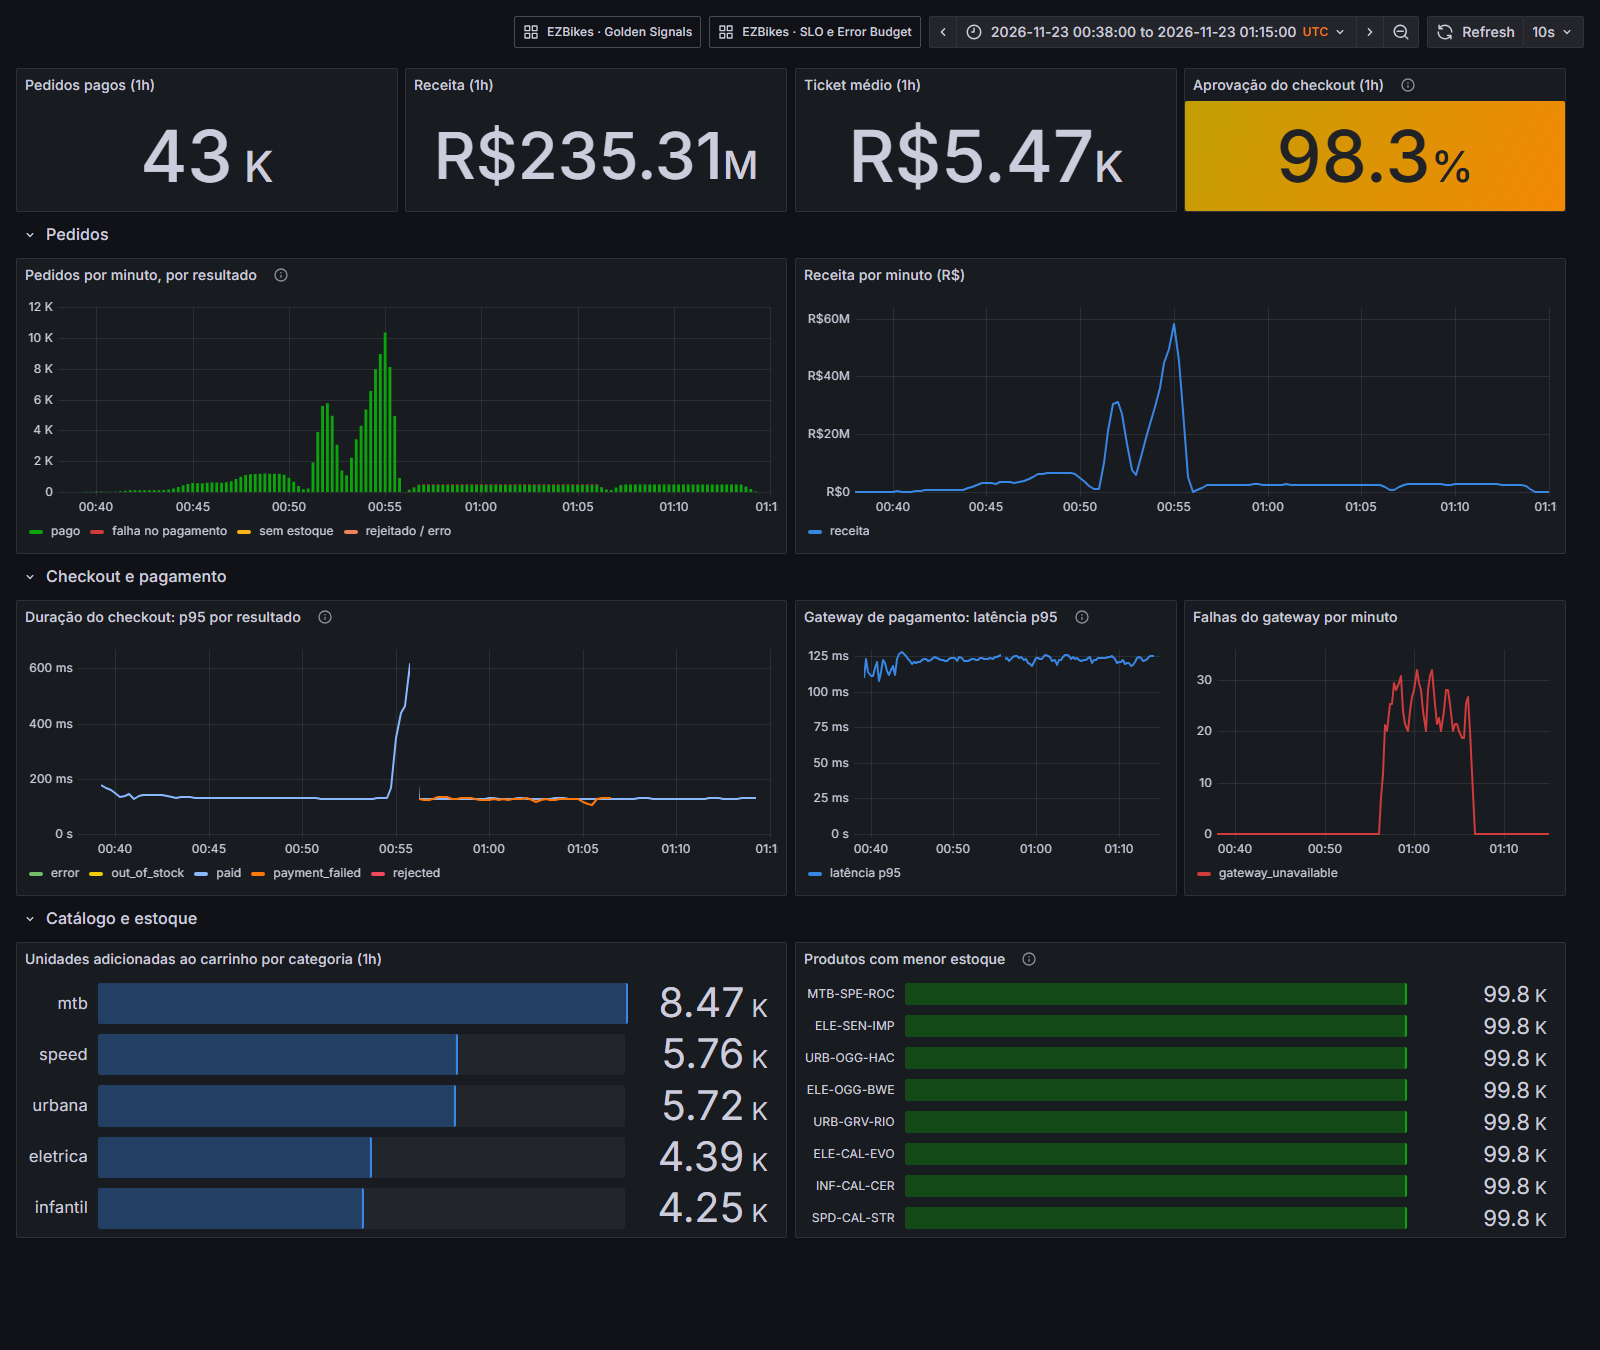 EZBikes · Golden Signals
EZBikes · SLO e Error Budget
2026-11-23 00:38:00 to 2026-11-23 01:15:00 UTC
Refresh
10s
Pedidos pagos (1h)
43 K
Receita (1h)
R$235.31M
Ticket médio (1h)
R$5.47K
Aprovação do checkout (1h)
98.3%
Pedidos
Pedidos por minuto, por resultado
12 K
10 K
8 K
6 K
4 K
2 K
0
00:40 00:45 00:50 00:55 01:00 01:05 01:10 01:1
pago falha no pagamento sem estoque rejeitado / erro
Receita por minuto (R$)
R$60M
R$40M
R$20M
R$0
00:40 00:45 00:50 00:55 01:00 01:05 01:10 01:1
receita
Checkout e pagamento
Duração do checkout: p95 por resultado
600 ms
400 ms
200 ms
0 s
00:40 00:45 00:50 00:55 01:00 01:05 01:10 01:1
error out_of_stock paid payment_failed rejected
Gateway de pagamento: latência p95
125 ms
100 ms
75 ms
50 ms
25 ms
0 s
00:40 00:50 01:00 01:10
latência p95
Falhas do gateway por minuto
30
20
10
0
00:40 00:50 01:00 01:10
gateway_unavailable
Catálogo e estoque
Unidades adicionadas ao carrinho por categoria (1h)
mtb 8.47 K
speed 5.76 K
urbana 5.72 K
eletrica 4.39 K
infantil 4.25 K
Produtos com menor estoque
MTB-SPE-ROC 99.8 K
ELE-SEN-IMP 99.8 K
URB-OGG-HAC 99.8 K
ELE-OGG-BWE 99.8 K
URB-GRV-RIO 99.8 K
ELE-CAL-EVO 99.8 K
INF-CAL-CER 99.8 K
SPD-CAL-STR 99.8 K